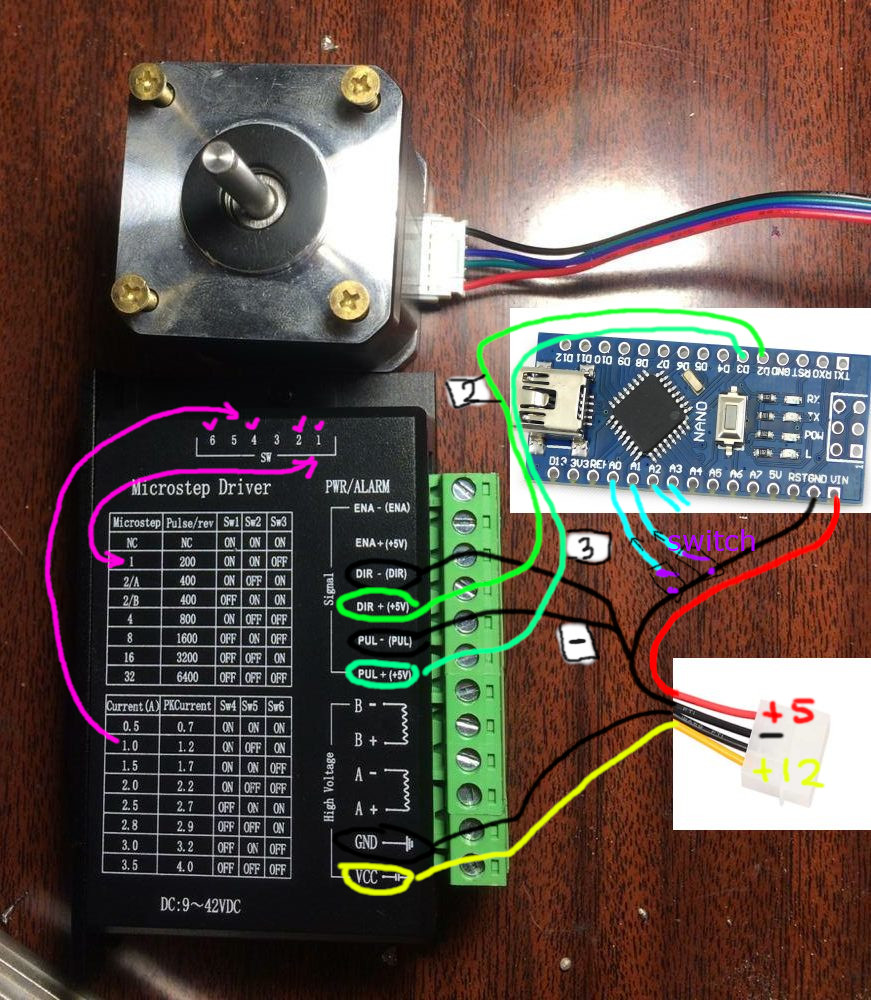 D12 D11 D10 D9 D8 D7 D6 D5 D4 D3 D2 GND RST RX0 TX1
RX
TX
POW
L
NANO
1
D13 3V3 REF A0 A1 A2 A3 A4 A5 A6 A7 5V RST GND VIN
2
3
1
switch
+5
-
+12
6 5 4 3 2 1
SW
Microstep Driver
PWR/ALARM
Microstep Pulse/rev Sw1 Sw2 Sw3
NC NC ON ON ON
1 200 ON ON OFF
2/A 400 ON OFF ON
2/B 400 OFF ON ON
4 800 ON OFF OFF
8 1600 OFF ON OFF
16 3200 OFF OFF ON
32 6400 OFF OFF OFF
Current(A) PKCurrent Sw4 Sw5 Sw6
0.5 0.7 ON ON ON
1.0 1.2 ON OFF ON
1.5 1.7 ON ON OFF
2.0 2.2 ON OFF OFF
2.5 2.7 OFF ON ON
2.8 2.9 OFF OFF ON
3.0 3.2 OFF ON OFF
3.5 4.0 OFF OFF OFF
DC:9~42VDC
Signal
ENA - (ENA)
ENA+(+5V)
DIR - (DIR)
DIR + (+5V)
PUL - (PUL)
PUL + (+5V)
High Voltage
B -
B +
A -
A +
GND
VCC